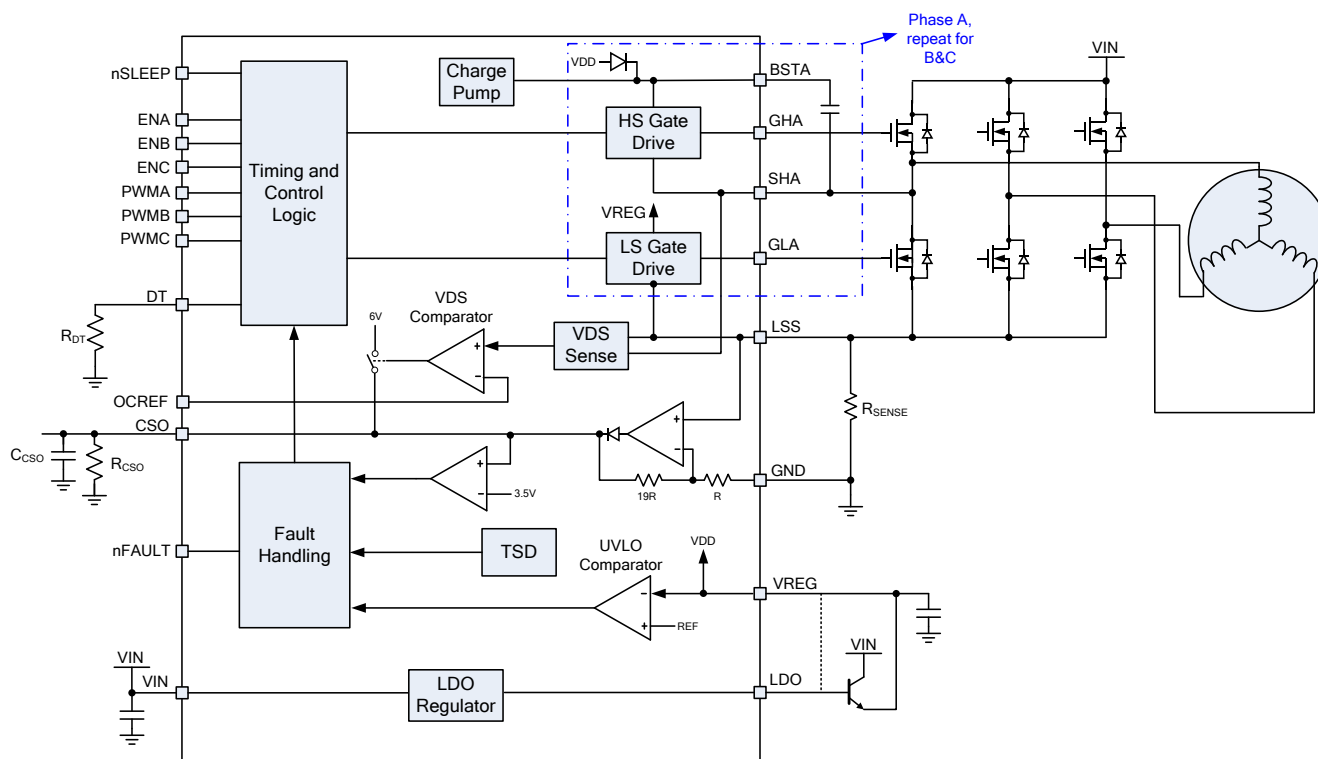 Phase A,
repeat for
B&C
VIN
nSLEEP
ENA
ENB
ENC
PWMA
PWMB
PWMC
DT
RDT
Timing and
Control
Logic
Charge
Pump
VDD
HS Gate
Drive
VREG
LS Gate
Drive
BSTA
GHA
SHA
GLA
LSS
VDS
Comparator
6V
+
−
VDS
Sense
OCREF
CSO
CCSO
RCSO
+
−
3.5V
+
−
19R
R
GND
RSENSE
nFAULT
Fault
Handling
TSD
UVLO
Comparator
−
+
REF
VDD
VREG
VIN
VIN
LDO
Regulator
LDO
VIN